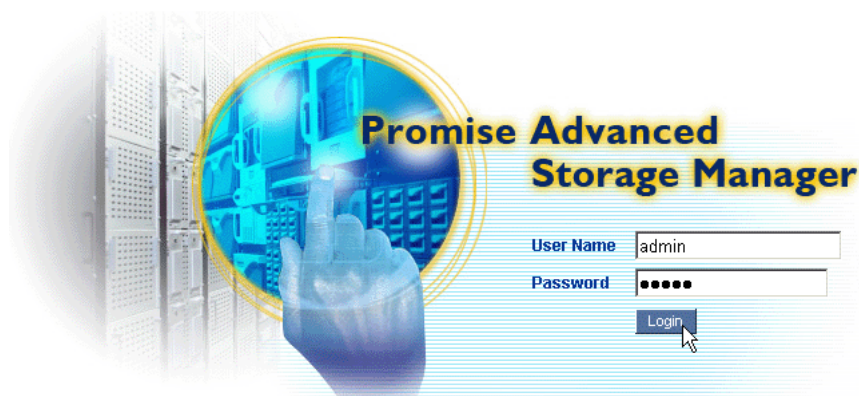 Promise Advanced
Storage Manager
User Name admin
Password ●●●●●
Login